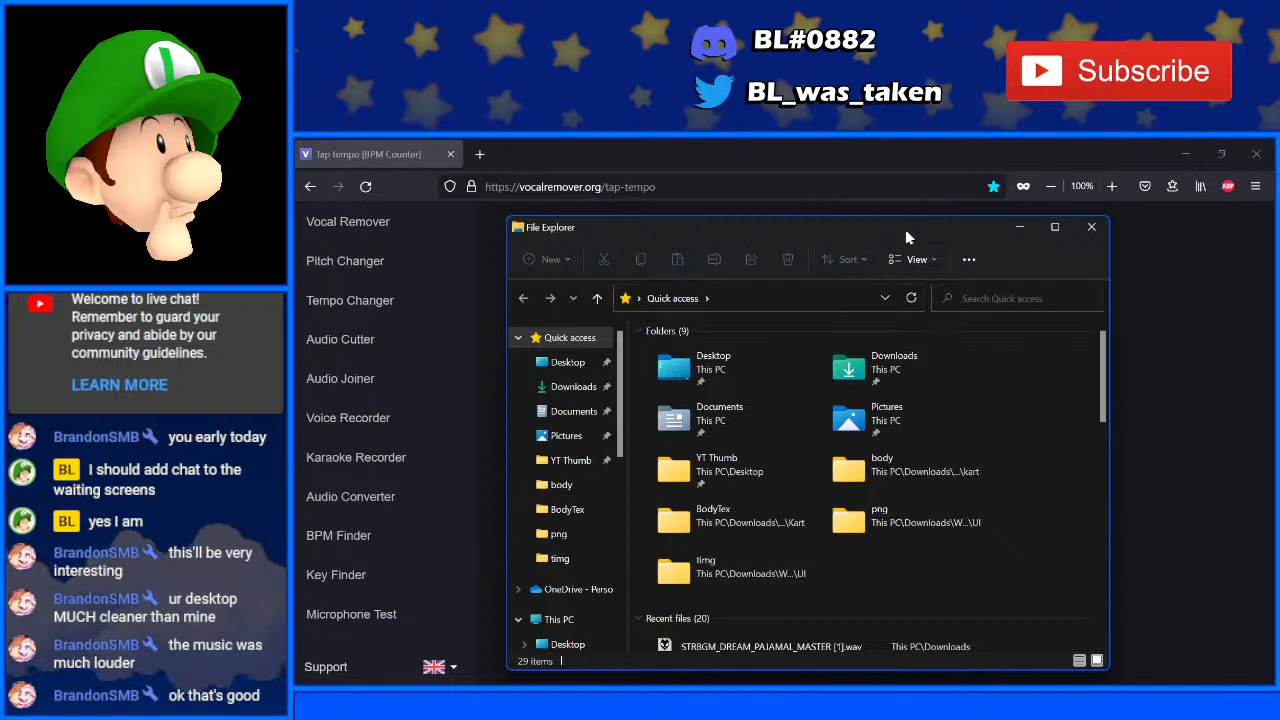 BL#0882
BL_was_taken
Subscribe
Tap tempo [BPM Counter]
https://vocalremover.org/tap-tempo
100%
ABP
Vocal Remover
Pitch Changer
Tempo Changer
Audio Cutter
Audio Joiner
Voice Recorder
Karaoke Recorder
Audio Converter
BPM Finder
Key Finder
Microphone Test
Support
File Explorer
New
Sort
View
Quick access
Search Quick access
Quick access
Desktop
Downloads
Documents
Pictures
YT Thumb
body
BodyTex
png
timg
OneDrive - Perso
This PC
Desktop
Folders (9)
Desktop
This PC
Downloads
This PC
Documents
This PC
Pictures
This PC
YT Thumb
This PC\Desktop
body
This PC\Downloads\...\kart
BodyTex
This PC\Downloads\...\Kart
png
This PC\Downloads\W...\UI
timg
This PC\Downloads\W...\UI
Recent files (20)
STRBGM_DREAM_PAJAMAL_MASTER [1].wav
This PC\Downloads
29 items
Welcome to live chat!
Remember to guard your
privacy and abide by our
community guidelines.
LEARN MORE
BrandonSMB you early today
BL I should add chat to the
waiting screens
BL yes I am
BrandonSMB this'll be very
interesting
BrandonSMB ur desktop
MUCH cleaner than mine
BrandonSMB the music was
much louder
BrandonSMB ok that's good